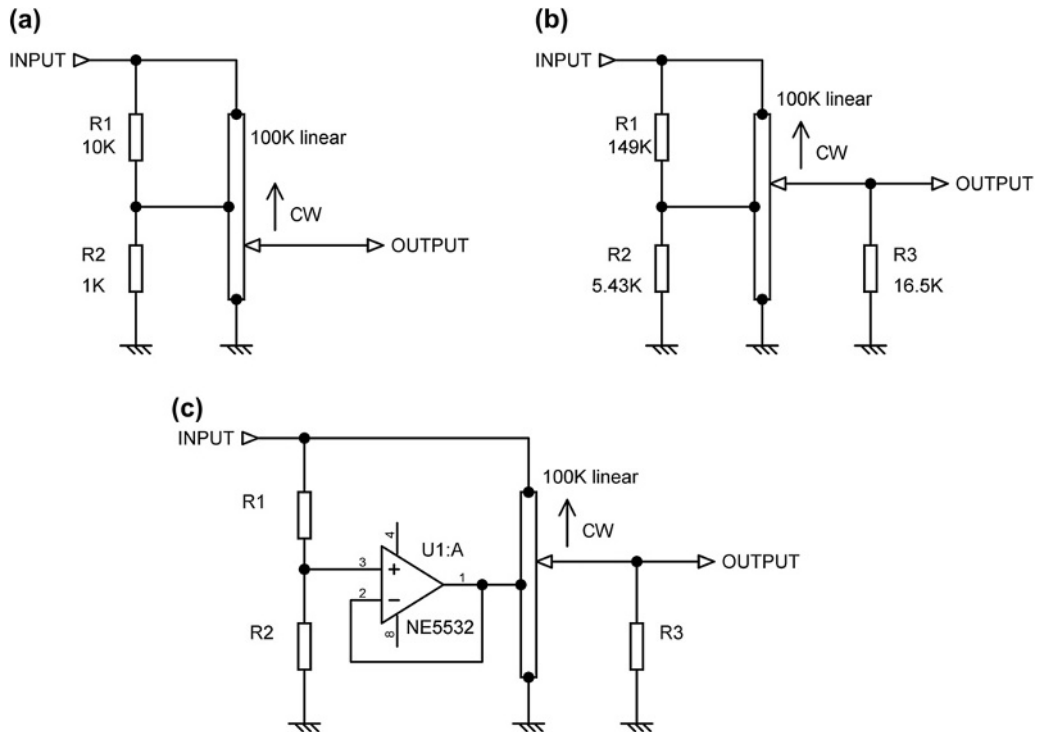 (a)
INPUT
R1
10K
100K linear
CW
R2
1K
OUTPUT
(b)
INPUT
R1
149K
100K linear
CW
OUTPUT
R2
5.43K
R3
16.5K
(c)
INPUT
R1
100K linear
CW
4
U1:A
3
+
1
OUTPUT
2
−
R2
8
NE5532
R3